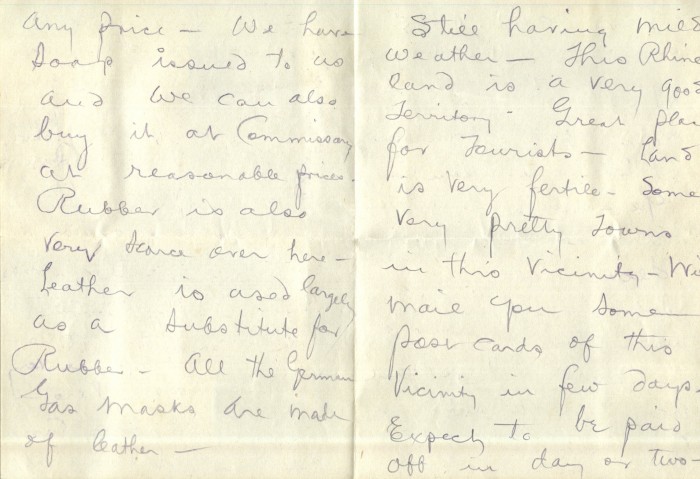 Any price – We have
Soap issued to us
and We can also
buy it at Commissary
at reasonable prices.
Rubber is also
Very Scarce over here –
Leather is used largely
as a Substitute for
Rubber – All the German
Gas Masks are made
of leather –
Still having mild
Weather – This Rhine
land is a very good
Territory – Great plac
for Tourists – Land
is Very fertile – Some
Very pretty Towns
in this Vicinity – Wi
mail you Some
post cards of this
Vicinity in few days.
Expect to be paid
off in day or two –